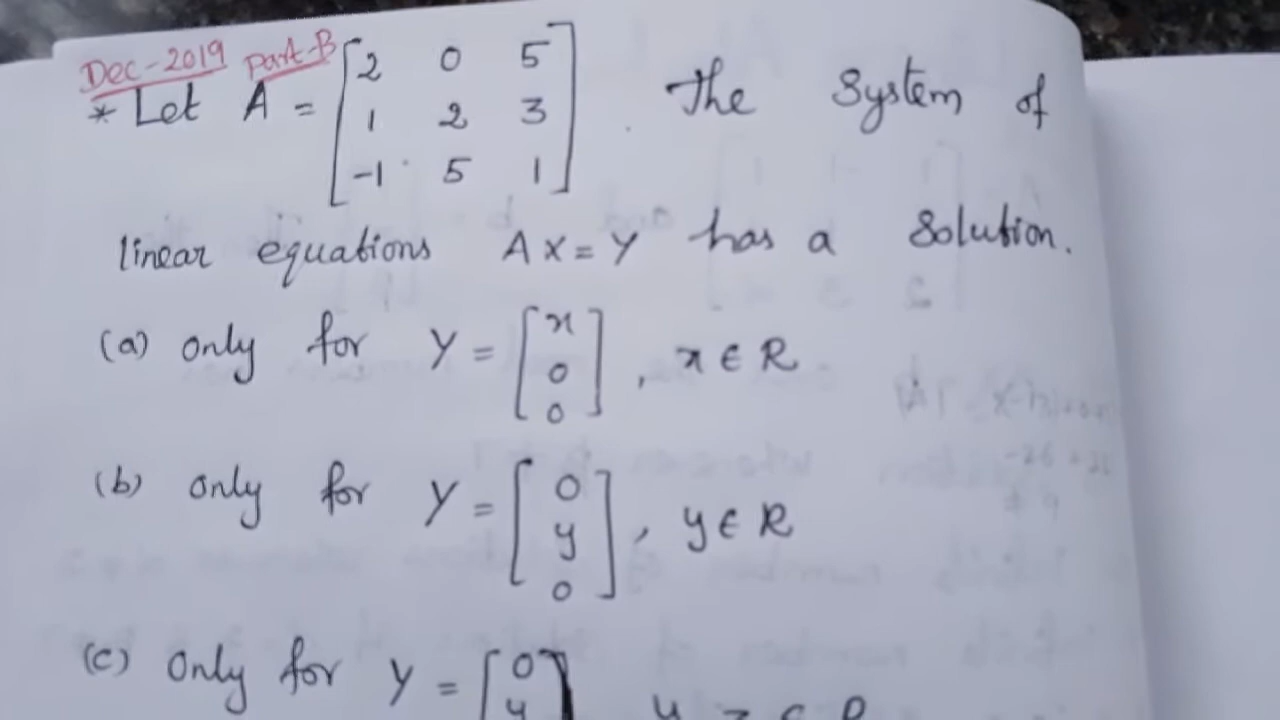 Dec-2019 Part-B
* Let A = [2 0 5
1 2 3
-1 5 1] . The System of
linear equations AX = Y has a Solution.
(a) only for Y = [x
0
0] , x ∈ R
(b) only for Y = [0
y
0] , y ∈ R
(c) only for Y = [0
y